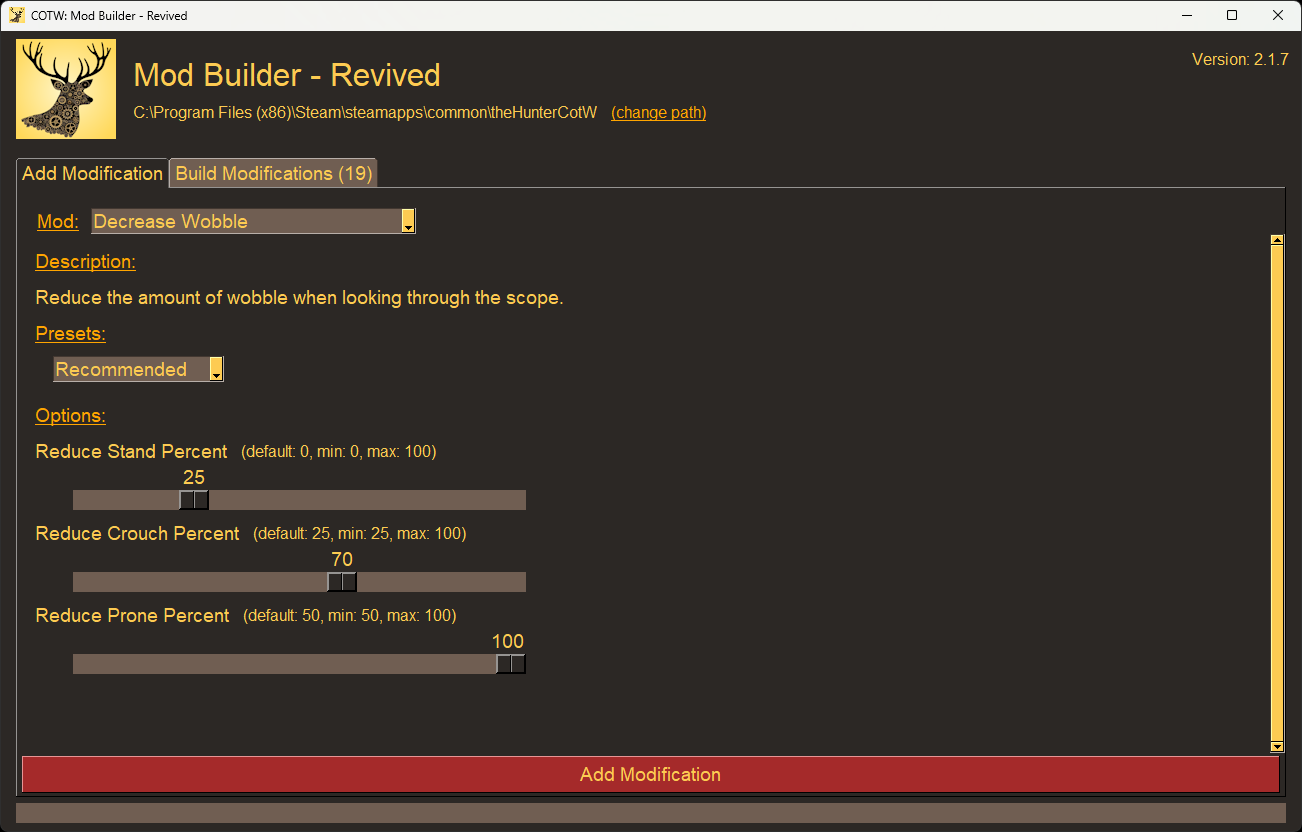 COTW: Mod Builder - Revived
Mod Builder - Revived
Version: 2.1.7
C:\Program Files (x86)\Steam\steamapps\common\theHunterCotW (change path)
Add Modification Build Modifications (19)
Mod: Decrease Wobble
Description:
Reduce the amount of wobble when looking through the scope.
Presets:
Recommended
Options:
Reduce Stand Percent (default: 0, min: 0, max: 100)
25
Reduce Crouch Percent (default: 25, min: 25, max: 100)
70
Reduce Prone Percent (default: 50, min: 50, max: 100)
100
Add Modification